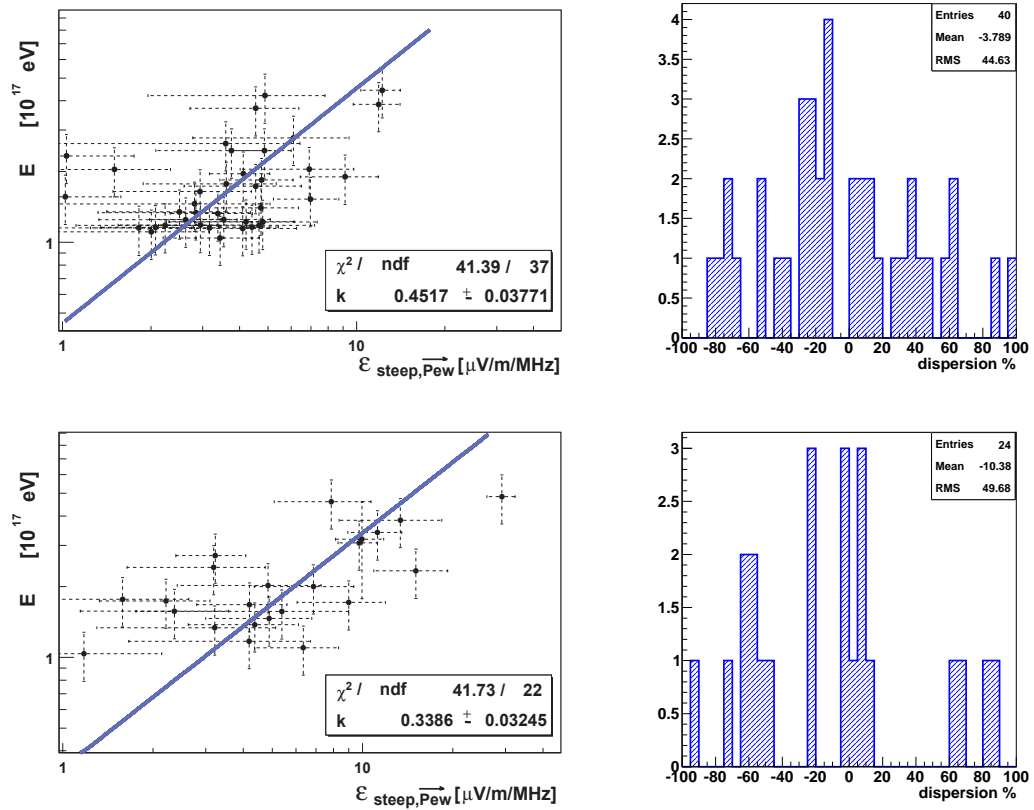 E [10¹⁷ eV]
1
χ² / ndf 41.39 / 37
k 0.4517 ± 0.03771
1 10
ε steep,Pew [μV/m/MHz]
Entries 40
Mean -3.789
RMS 44.63
4
3.5
3
2.5
2
1.5
1
0.5
0
-100 -80 -60 -40 -20 0 20 40 60 80 100
dispersion %
E [10¹⁷ eV]
1
χ² / ndf 41.73 / 22
k 0.3386 ± 0.03245
1 10
ε steep,Pew [μV/m/MHz]
Entries 24
Mean -10.38
RMS 49.68
3
2.5
2
1.5
1
0.5
0
-100 -80 -60 -40 -20 0 20 40 60 80 100
dispersion %